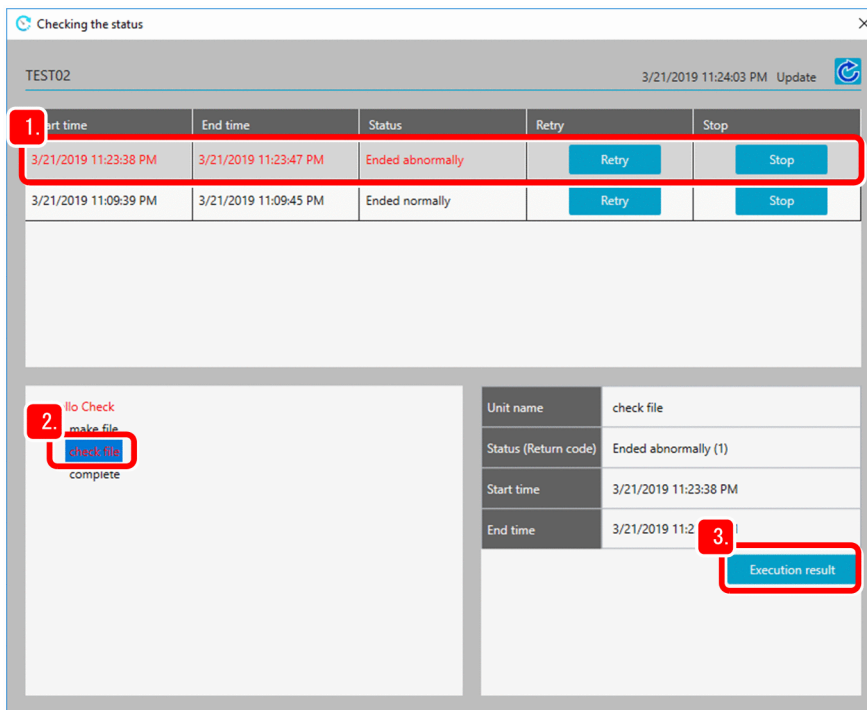 Checking the status
TEST02 3/21/2019 11:24:03 PM Update
1. art time End time Status Retry Stop
3/21/2019 11:23:38 PM 3/21/2019 11:23:47 PM Ended abnormally Retry Stop
3/21/2019 11:09:39 PM 3/21/2019 11:09:45 PM Ended normally Retry Stop
llo Check
2. make file
check file
complete
Unit name check file
Status (Return code) Ended abnormally (1)
Start time 3/21/2019 11:23:38 PM
End time 3/21/2019 11:2
3.
Execution result